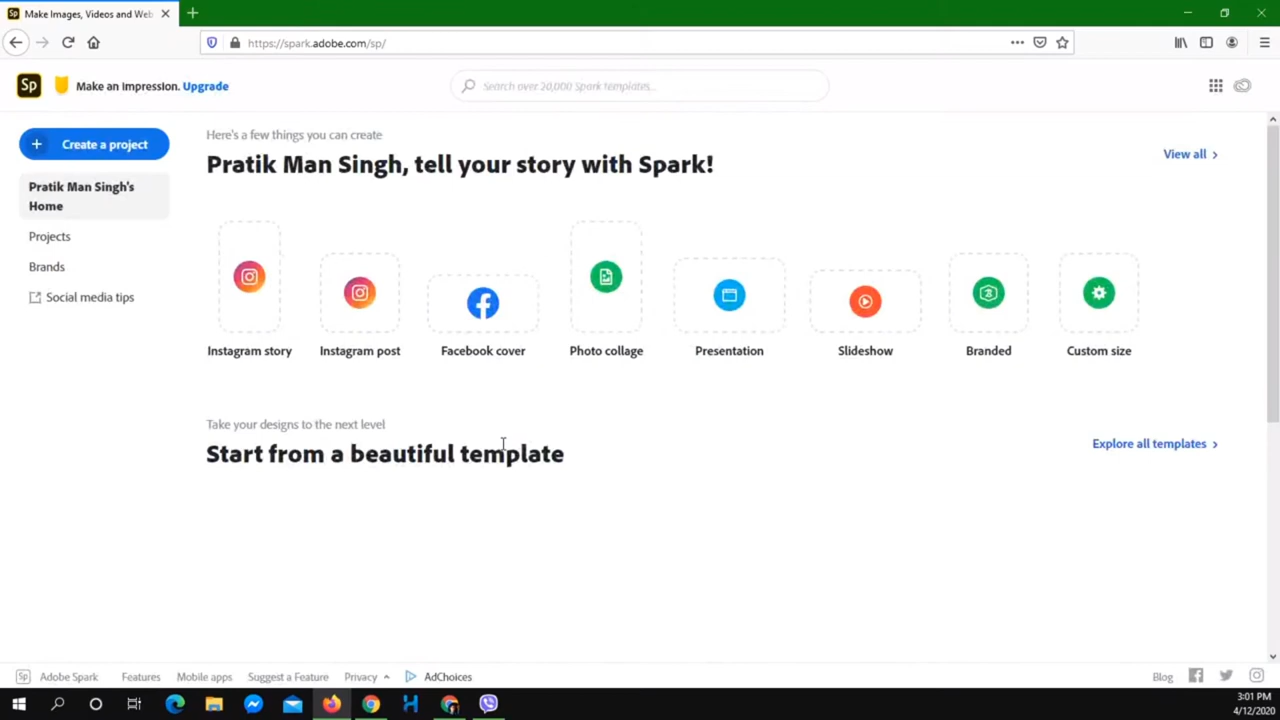 Sp Make Images, Videos and Web
https://spark.adobe.com/sp/
Sp Make an Impression. Upgrade
Search over 20,000 Spark templates...
Create a project
Pratik Man Singh's
Home
Projects
Brands
Social media tips
Here's a few things you can create
Pratik Man Singh, tell your story with Spark!
View all
Instagram story
Instagram post
Facebook cover
Photo collage
Presentation
Slideshow
Branded
Custom size
Take your designs to the next level
Start from a beautiful template
Explore all templates
Sp Adobe Spark
Features
Mobile apps
Suggest a Feature
Privacy
AdChoices
Blog
3:01 PM
4/12/2020